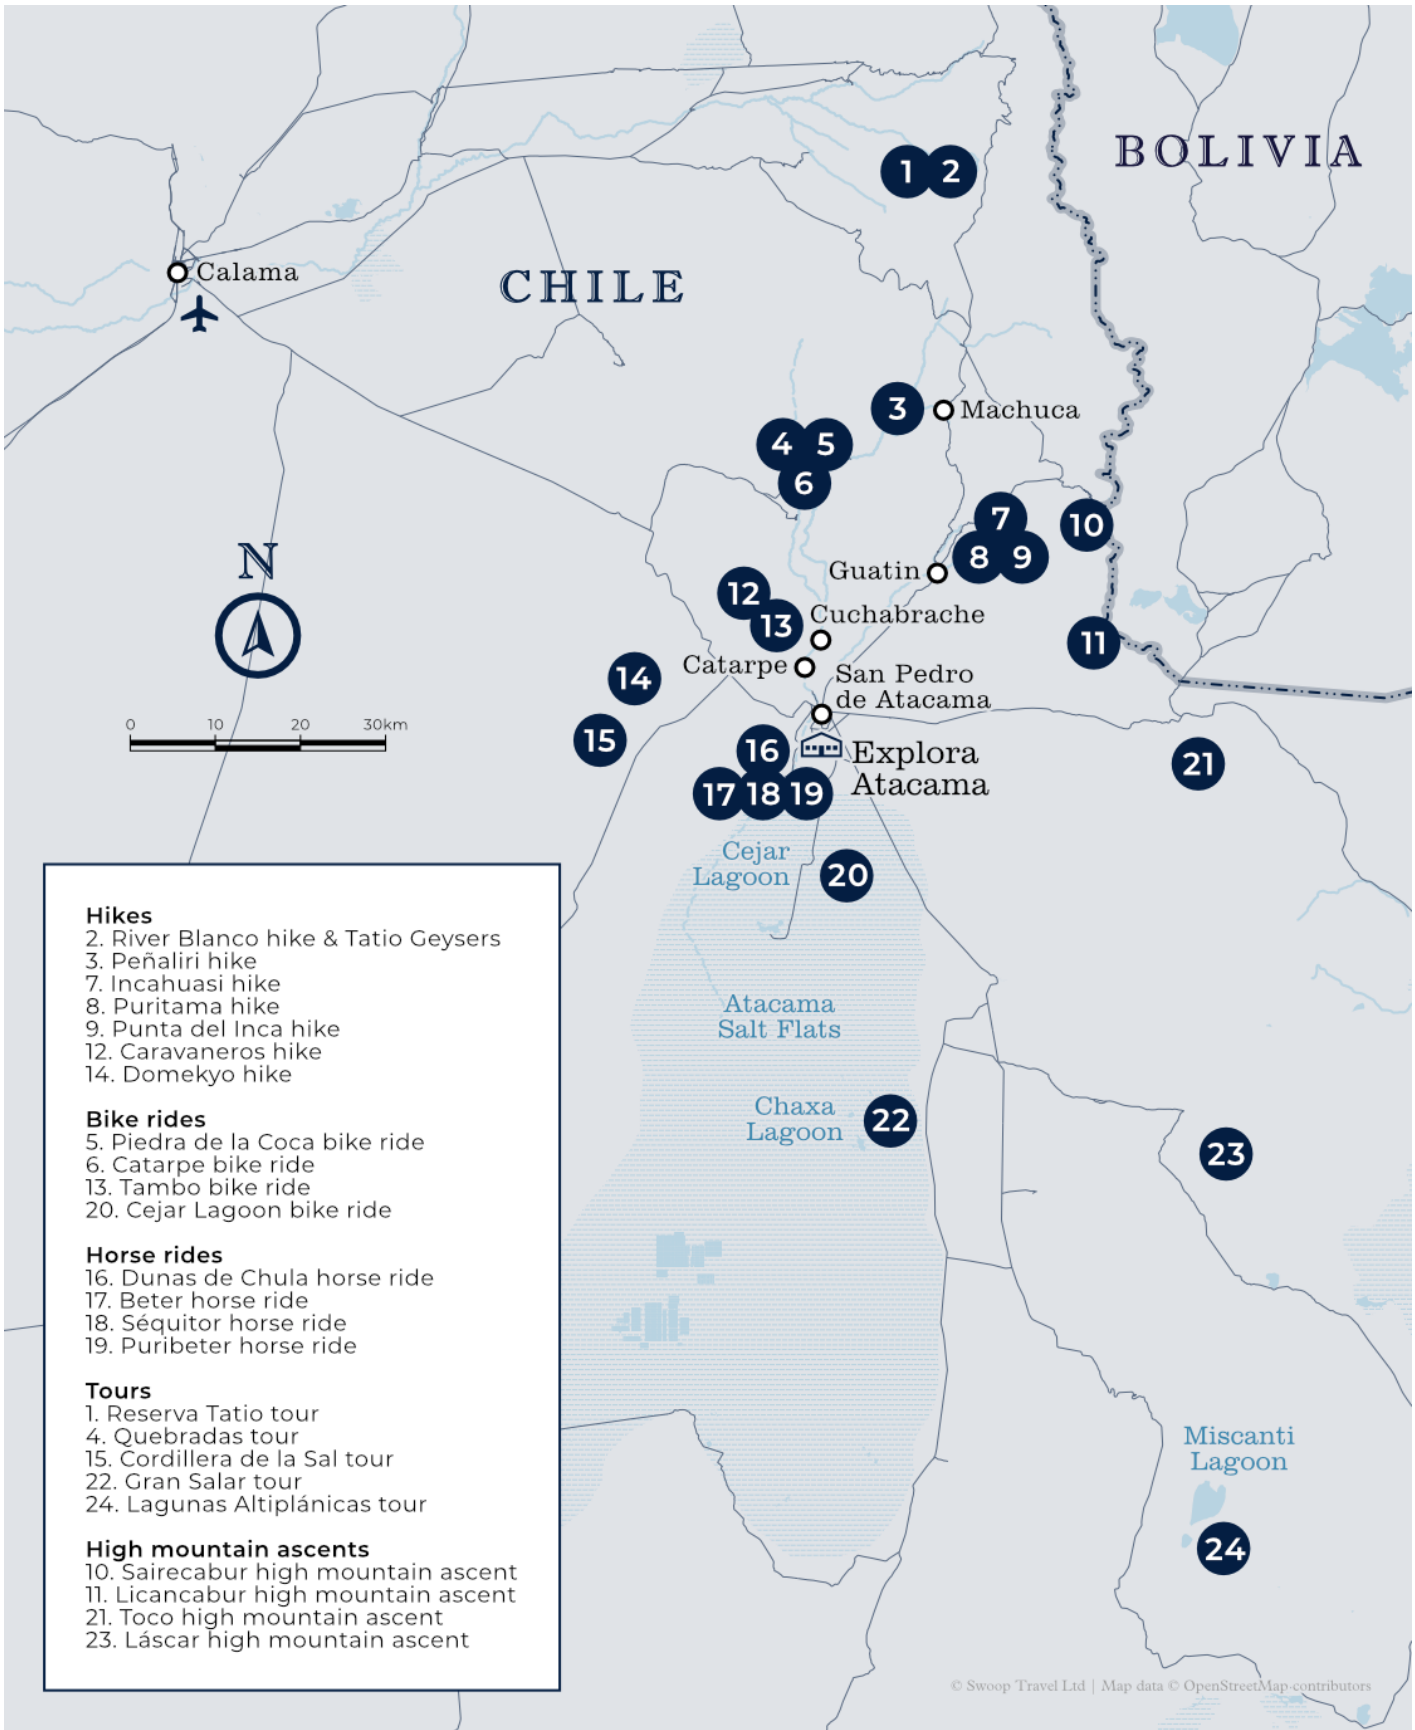 BOLIVIA
1 2
Calama
CHILE
3
Machuca
4 5
6
7
10
8 9
Guatin
N
12
Cuchabrache
13
11
Catarpe
San Pedro
de Atacama
14
0 10 20 30km
15
16
Explora
Atacama
21
17 18 19
Cejar
Lagoon
20
Atacama
Salt Flats
Chaxa
Lagoon
22
23
Miscanti
Lagoon
24
Hikes
2. River Blanco hike & Tatio Geysers
3. Peñaliri hike
7. Incahuasi hike
8. Puritama hike
9. Punta del Inca hike
12. Caravaneros hike
14. Domekyo hike
Bike rides
5. Piedra de la Coca bike ride
6. Catarpe bike ride
13. Tambo bike ride
20. Cejar Lagoon bike ride
Horse rides
16. Dunas de Chula horse ride
17. Beter horse ride
18. Séquitor horse ride
19. Puribeter horse ride
Tours
1. Reserva Tatio tour
4. Quebradas tour
15. Cordillera de la Sal tour
22. Gran Salar tour
24. Lagunas Altiplánicas tour
High mountain ascents
10. Sairecabur high mountain ascent
11. Licancabur high mountain ascent
21. Toco high mountain ascent
23. Láscar high mountain ascent
© Swoop Travel Ltd | Map data © OpenStreetMap contributors